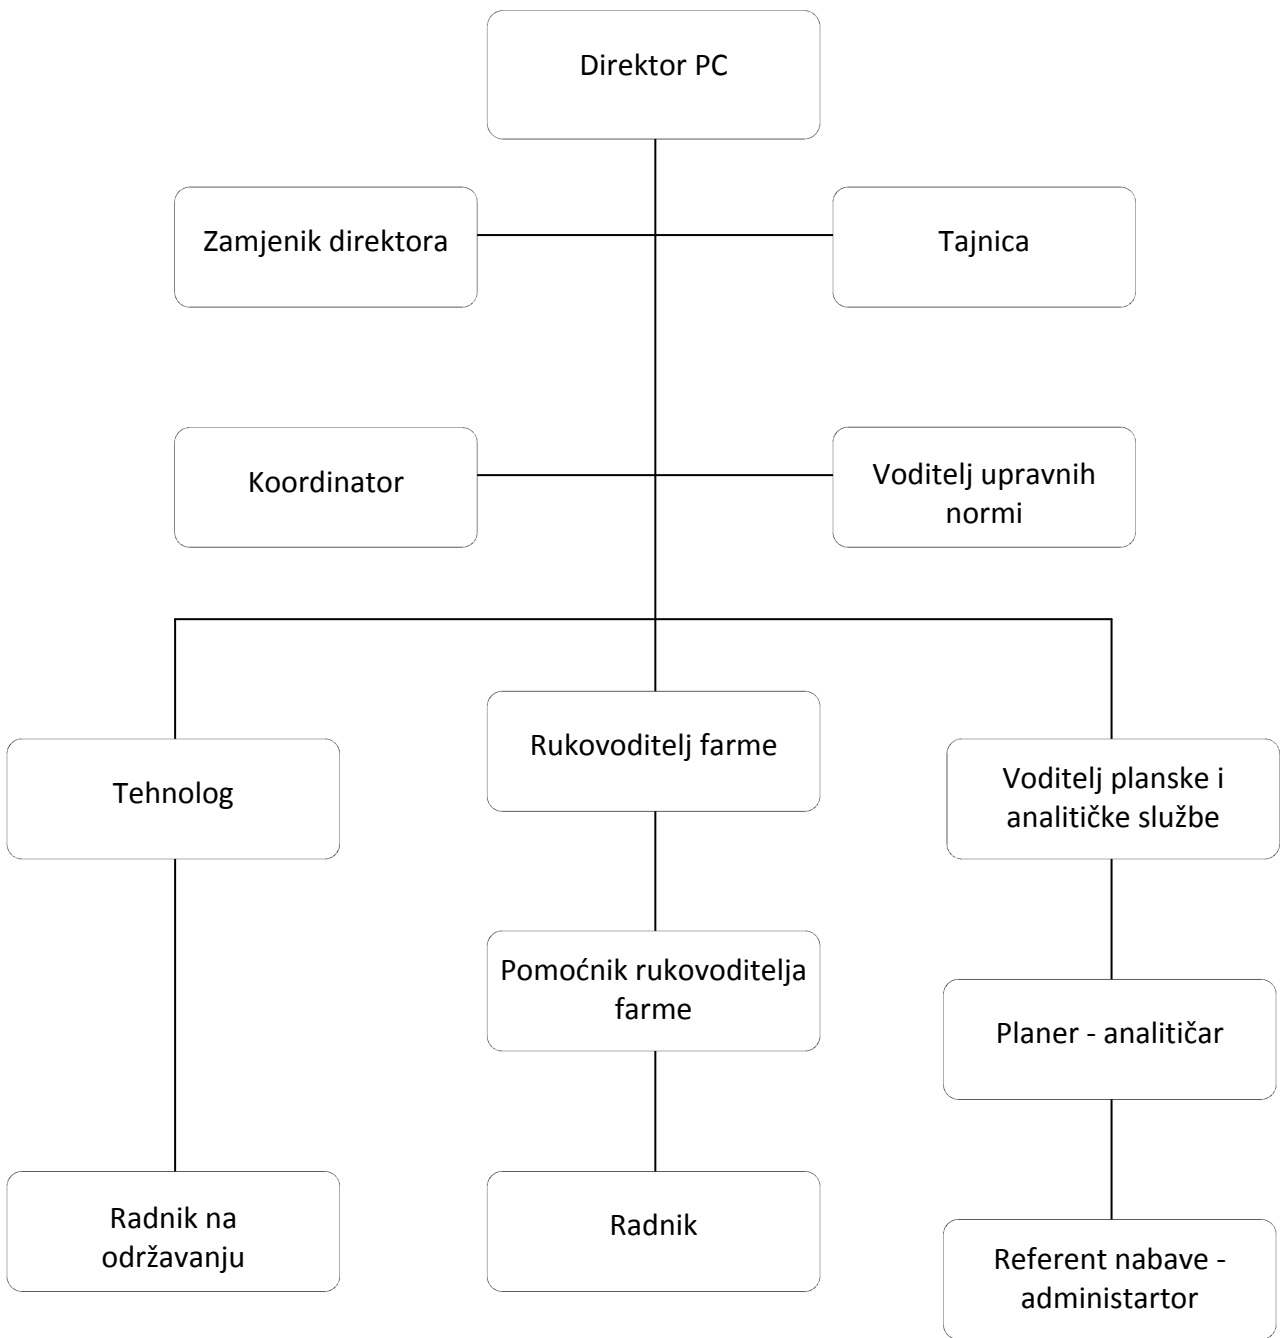 Direktor PC
Zamjenik direktora
Tajnica
Koordinator
Voditelj upravnih
normi
Tehnolog
Rukovoditelj farme
Voditelj planske i
analitičke službe
Pomoćnik rukovoditelja
farme
Planer - analitičar
Radnik na
održavanju
Radnik
Referent nabave -
administartor